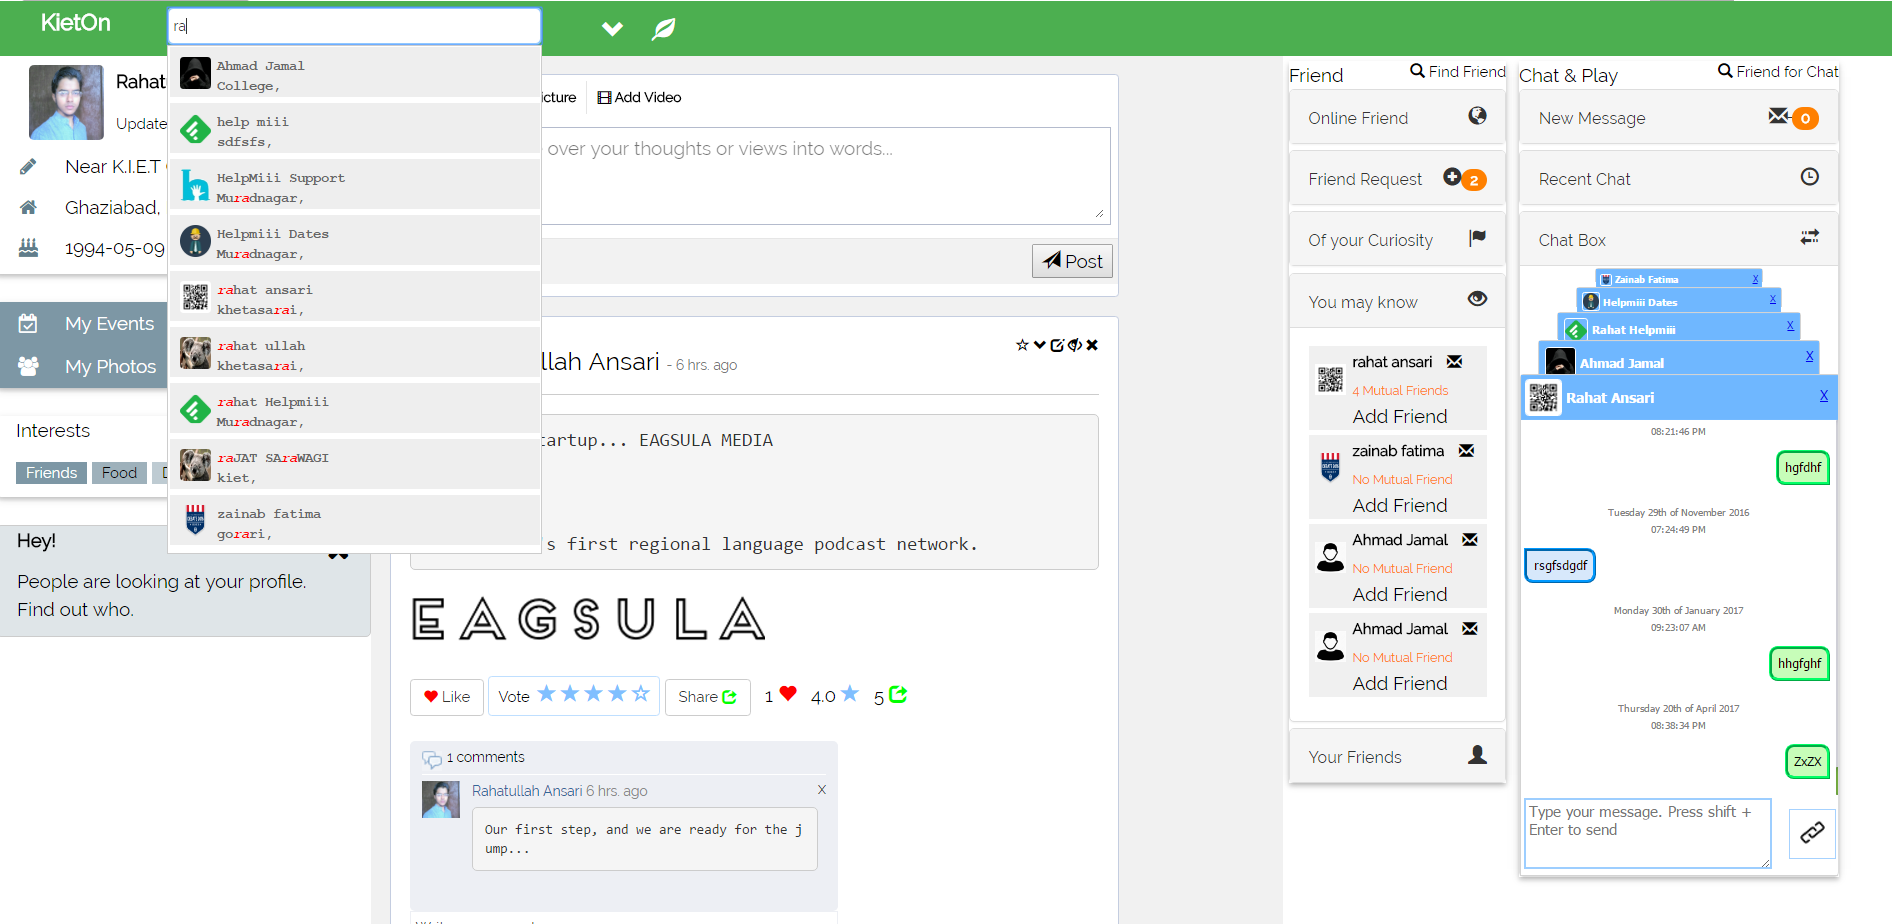 KietOn
ra
Ahmad Jamal
College,
help miii
sdfsfs,
HelpMiii Support
Muradnagar,
Helpmiii Dates
Muradnagar,
rahat ansari
khetasarai,
rahat ullah
khetasarai,
rahat Helpmiii
Muradnagar,
raJAT SAraWAGI
kiet,
zainab fatima
gorari,
Rahat
Update
Near K.I.E.T
Ghaziabad,
1994-05-09
My Events
My Photos
Interests
Friends Food
Hey!
People are looking at your profile.
Find out who.
icture Add Video
over your thoughts or views into words...
Post
llah Ansari - 6 hrs. ago
tartup... EAGSULA MEDIA
's first regional language podcast network.
EAGSULA
Like Vote Share 1 4.0 5
1 comments
Rahatullah Ansari 6 hrs. ago X
Our first step, and we are ready for the j
ump...
Friend Find Friend
Online Friend
Friend Request 2
Of your Curiosity
You may know
rahat ansari
4 Mutual Friends
Add Friend
zainab fatima
No Mutual Friend
Add Friend
Ahmad Jamal
No Mutual Friend
Add Friend
Ahmad Jamal
No Mutual Friend
Add Friend
Your Friends
Chat & Play Friend for Chat
New Message 0
Recent Chat
Chat Box
Zainab Fatima X
Helpmiii Dates X
Rahat Helpmiii X
Ahmad Jamal X
Rahat Ansari X
08:21:46 PM
hgfdhf
Tuesday 29th of November 2016
07:24:49 PM
rsgfsdgdf
Monday 30th of January 2017
09:23:07 AM
hhgfghf
Thursday 20th of April 2017
08:38:34 PM
ZxZX
Type your message. Press shift +
Enter to send